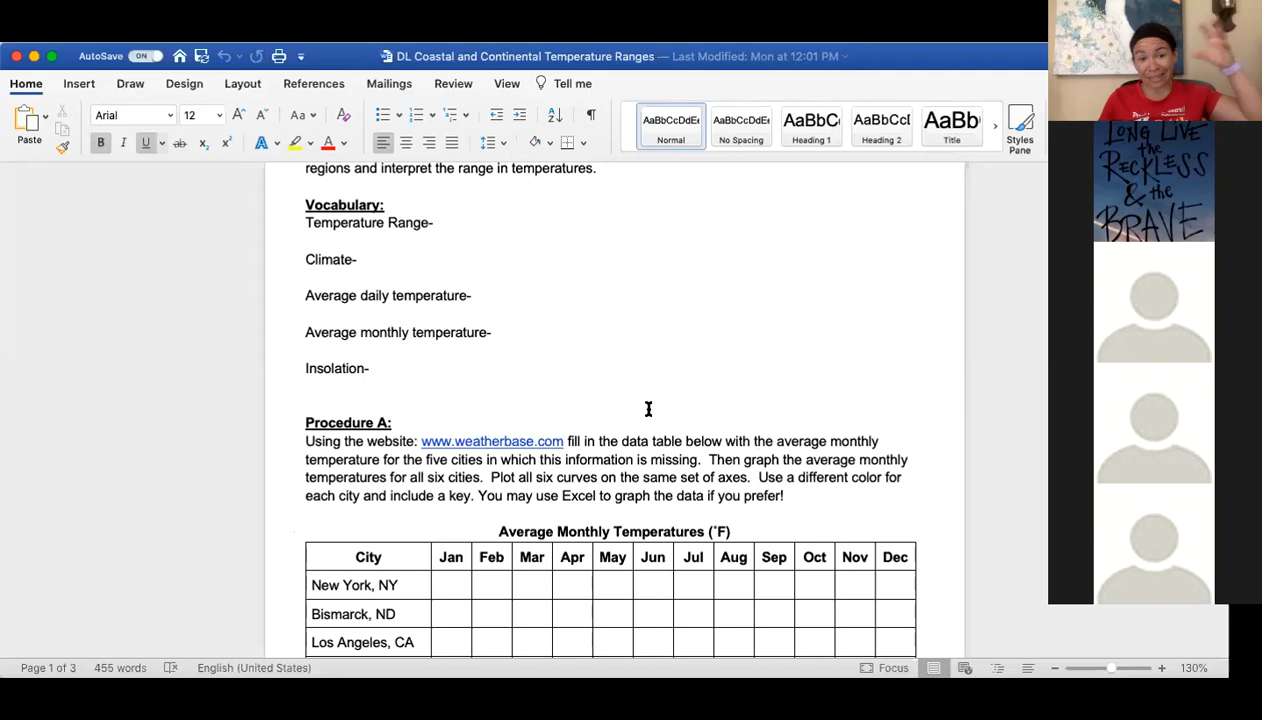 AutoSave ON
DL Coastal and Continental Temperature Ranges — Last Modified: Mon at 12:01 PM
Home Insert Draw Design Layout References Mailings Review View Tell me
Paste
Arial 12
AaBbCcDdEe AaBbCcDdEe AaBbC AaBbCcD AaBb
Normal No Spacing Heading 1 Heading 2 Title
Styles
Pane
regions and interpret the range in temperatures.
Vocabulary:
Temperature Range-
Climate-
Average daily temperature-
Average monthly temperature-
Insolation-
Procedure A:
Using the website: www.weatherbase.com fill in the data table below with the average monthly
temperature for the five cities in which this information is missing. Then graph the average monthly
temperatures for all six cities. Plot all six curves on the same set of axes. Use a different color for
each city and include a key. You may use Excel to graph the data if you prefer!
Average Monthly Temperatures (˚F)
City Jan Feb Mar Apr May Jun Jul Aug Sep Oct Nov Dec
New York, NY
Bismarck, ND
Los Angeles, CA
Page 1 of 3 455 words English (United States) Focus 130%
LONG LIVE
the
RECKLESS
& the
BRAVE